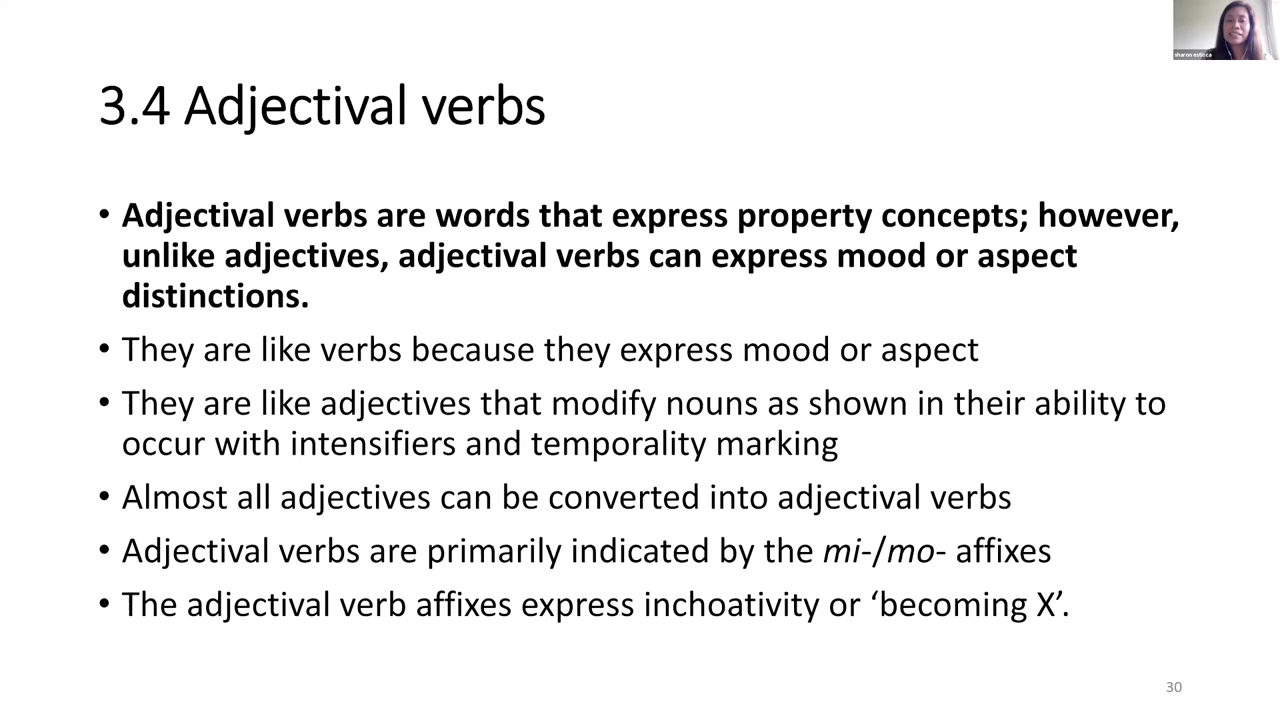 sharon estioca
3.4 Adjectival verbs
• Adjectival verbs are words that express property concepts; however,
unlike adjectives, adjectival verbs can express mood or aspect
distinctions.
• They are like verbs because they express mood or aspect
• They are like adjectives that modify nouns as shown in their ability to
occur with intensifiers and temporality marking
• Almost all adjectives can be converted into adjectival verbs
• Adjectival verbs are primarily indicated by the mi-/mo- affixes
• The adjectival verb affixes express inchoativity or ‘becoming X’.
30